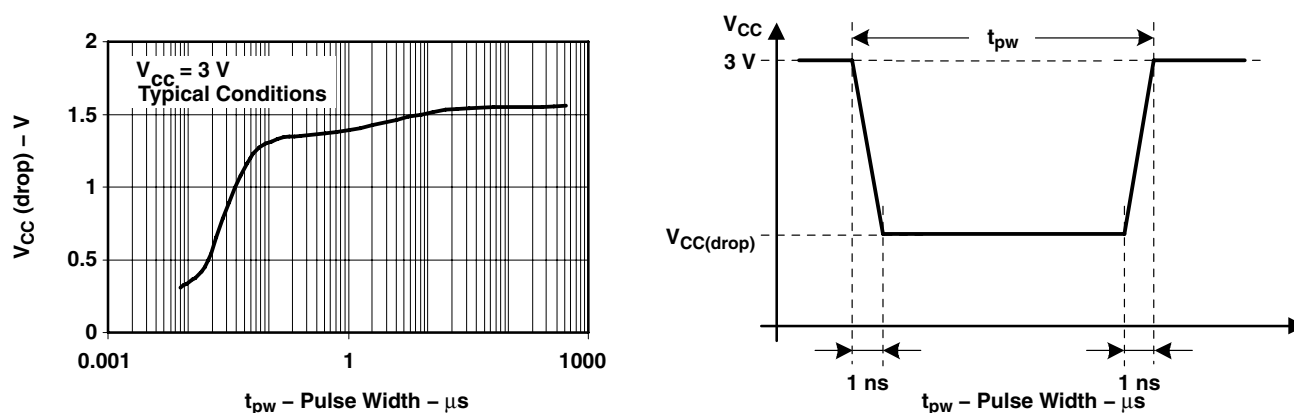 2
1.5
1
0.5
0
V_CC = 3 V
Typical Conditions
V_CC (drop) – V
0.001
1
1000
t_pw – Pulse Width – μs
V_CC
t_pw
3 V
V_CC(drop)
1 ns
1 ns
t_pw – Pulse Width – μs